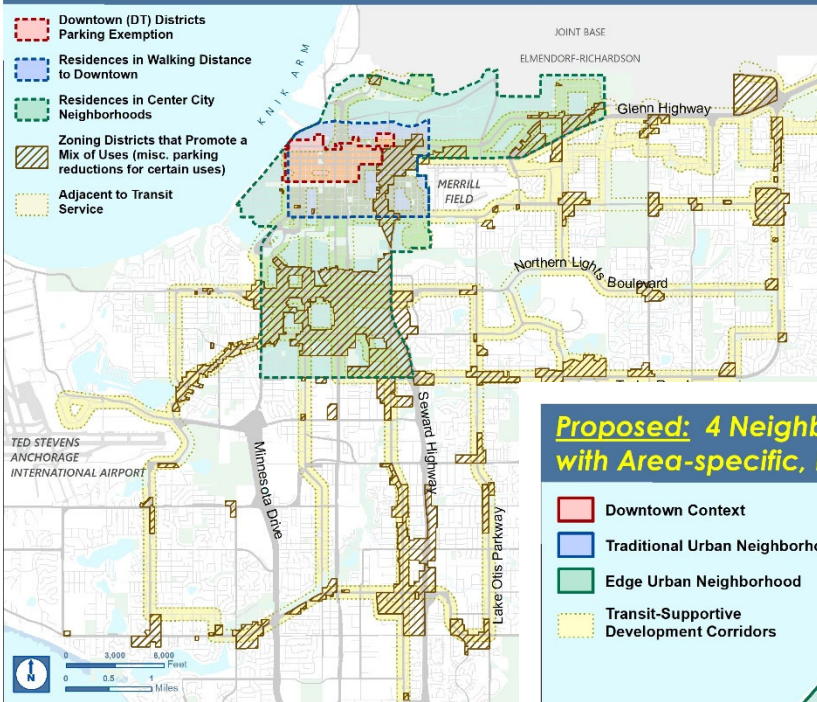 Downtown (DT) Districts
Parking Exemption
Residences in Walking Distance
to Downtown
Residences in Center City
Neighborhoods
Zoning Districts that Promote a
Mix of Uses (misc. parking
reductions for certain uses)
Adjacent to Transit
Service
KNIK ARM
JOINT BASE
ELMENDORF-RICHARDSON
Glenn Highway
MERRILL
FIELD
Northern Lights
Boulevard
TED STEVENS
ANCHORAGE
INTERNATIONAL AIRPORT
Minnesota Drive
Seward Highway
Lake Otis Parkway
N
0 3,000 6,000
Feet
0 0.5 1
Miles
Proposed: 4 Neighb
with Area-specific,
Downtown Context
Traditional Urban Neighborho
Edge Urban Neighborhood
Transit-Supportive
Development Corridors